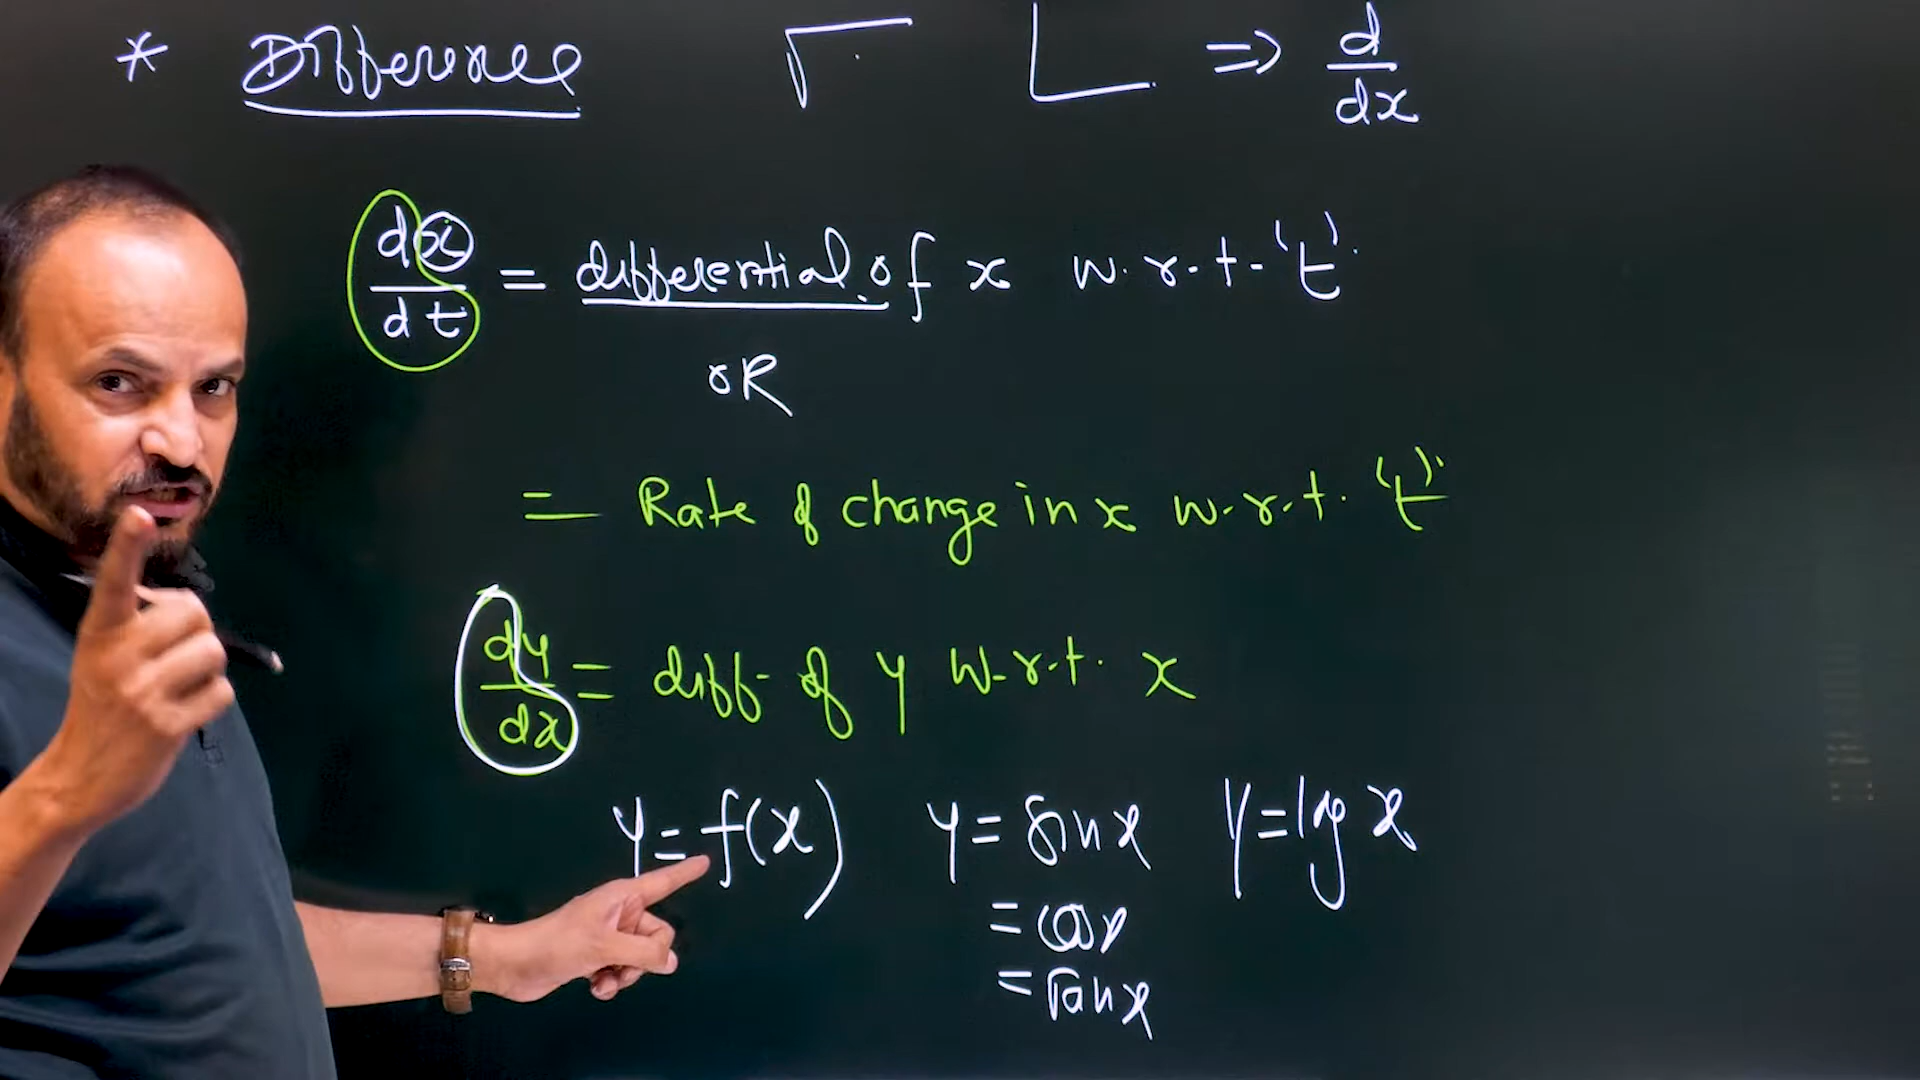 * Difference √ L ⇒ d/dx
dx/dt = differential of x w.r.t. 't'.
OR
= Rate of change in x w.r.t. 't'.
dy/dx = diff. of y w.r.t. x
y = f(x) y = sin x y = log x
= cos x
= tan x